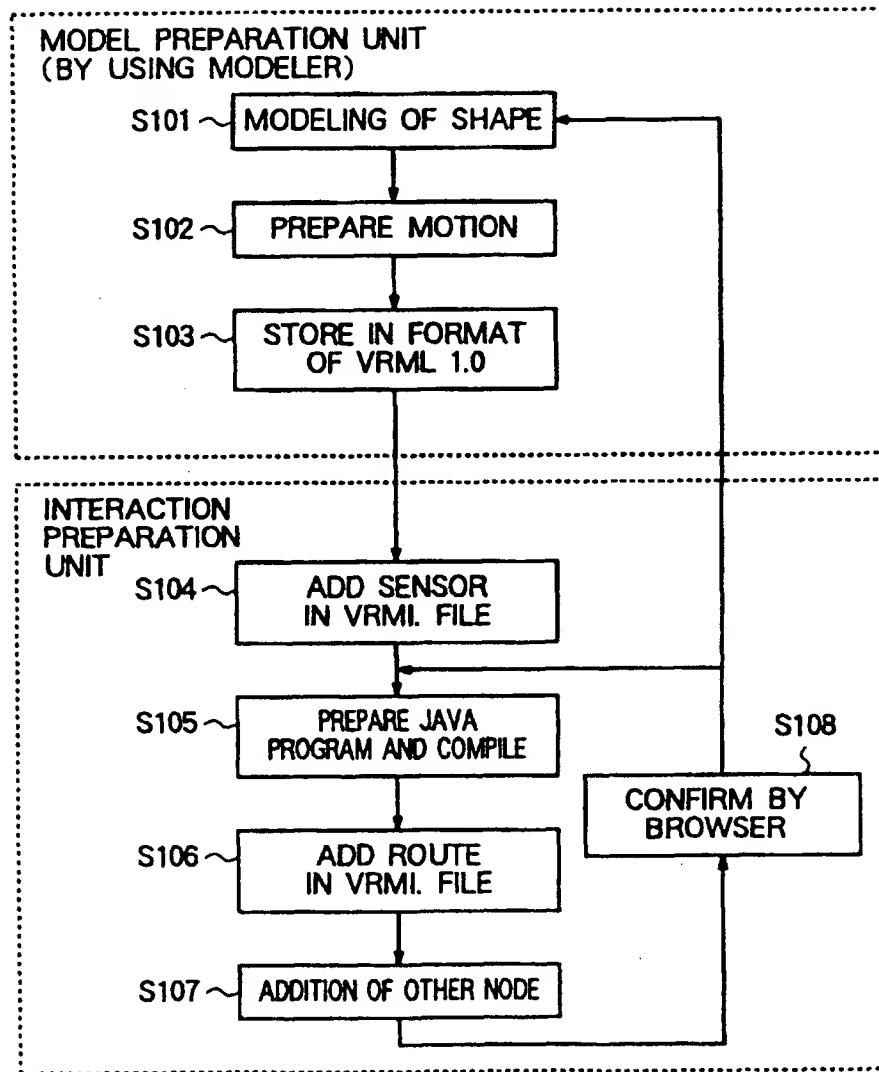 MODEL PREPARATION UNIT
(BY USING MODELER)
S101
MODELING OF SHAPE
S102
PREPARE MOTION
S103
STORE IN FORMAT
OF VRML 1.0
INTERACTION
PREPARATION
UNIT
S104
ADD SENSOR
IN VRMI. FILE
S105
PREPARE JAVA
PROGRAM AND COMPILE
S108
CONFIRM BY
BROWSER
S106
ADD ROUTE
IN VRMI. FILE
S107
ADDITION OF OTHER NODE